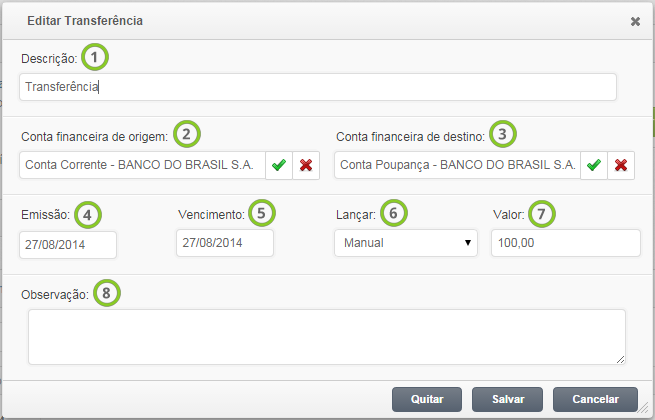 Editar Transferência
Descrição: 1
Transferência
Conta financeira de origem: 2 Conta financeira de destino: 3
Conta Corrente - BANCO DO BRASIL S.A. Conta Poupança - BANCO DO BRASIL S.A.
Emissão: 4 Vencimento: 5 Lançar: 6 Valor: 7
27/08/2014 27/08/2014 Manual 100,00
Observação: 8
Quitar Salvar Cancelar